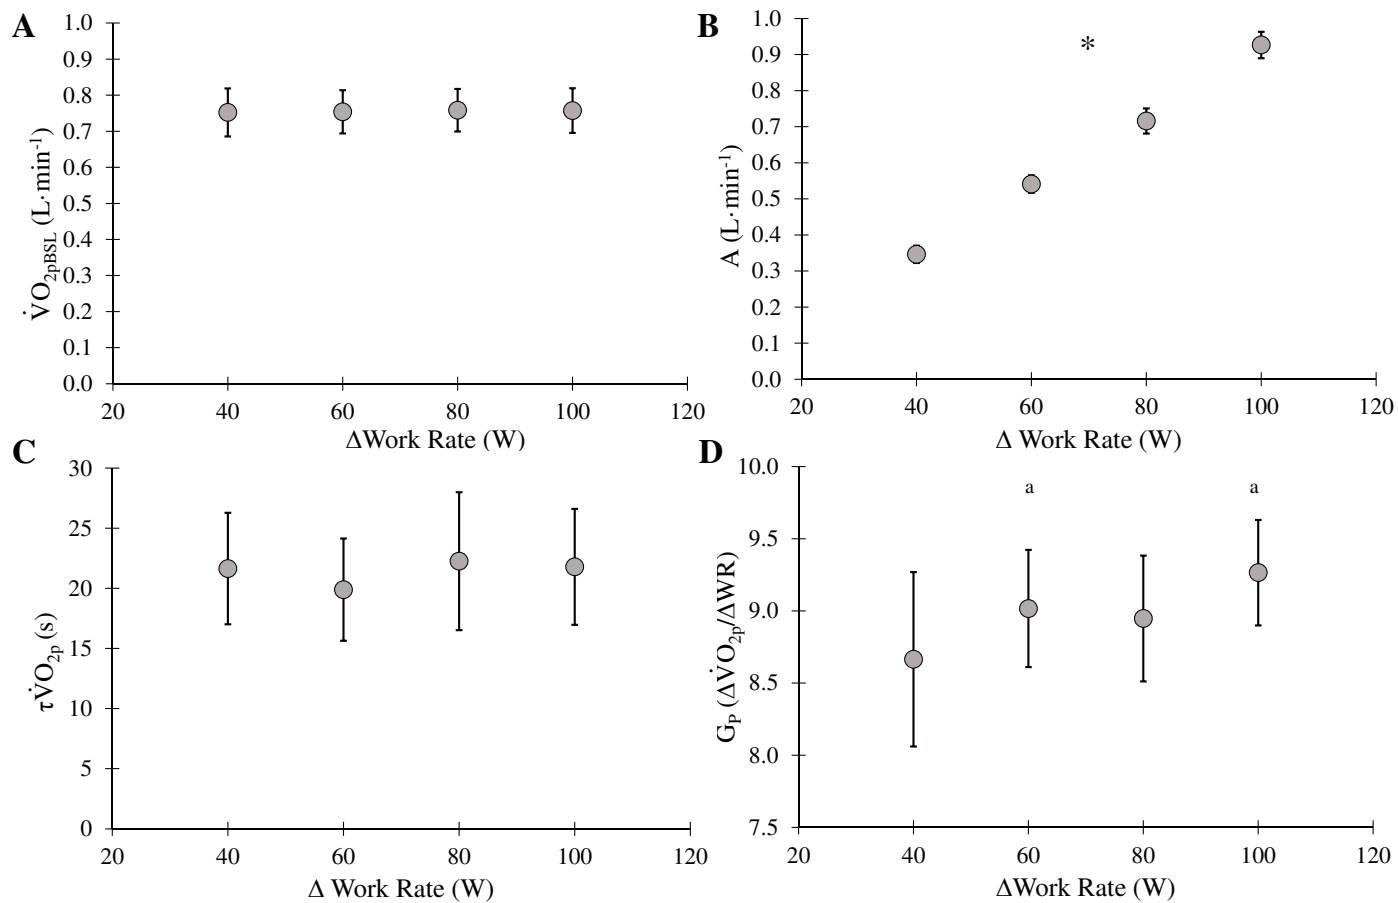 A
1.0
0.9
0.8
0.7
0.6
0.5
0.4
0.3
0.2
0.1
0.0
V̇O2pBSL (L·min-1)
20 40 60 80 100 120
ΔWork Rate (W)
B
1.0
0.9
0.8
0.7
0.6
0.5
0.4
0.3
0.2
0.1
0.0
A (L·min-1)
*
20 40 60 80 100 120
Δ Work Rate (W)
C
30
25
20
15
10
5
0
τV̇O2p (s)
20 40 60 80 100 120
Δ Work Rate (W)
D
10.0
9.5
9.0
8.5
8.0
7.5
GP (ΔV̇O2p/ΔWR)
a a
20 40 60 80 100 120
ΔWork Rate (W)